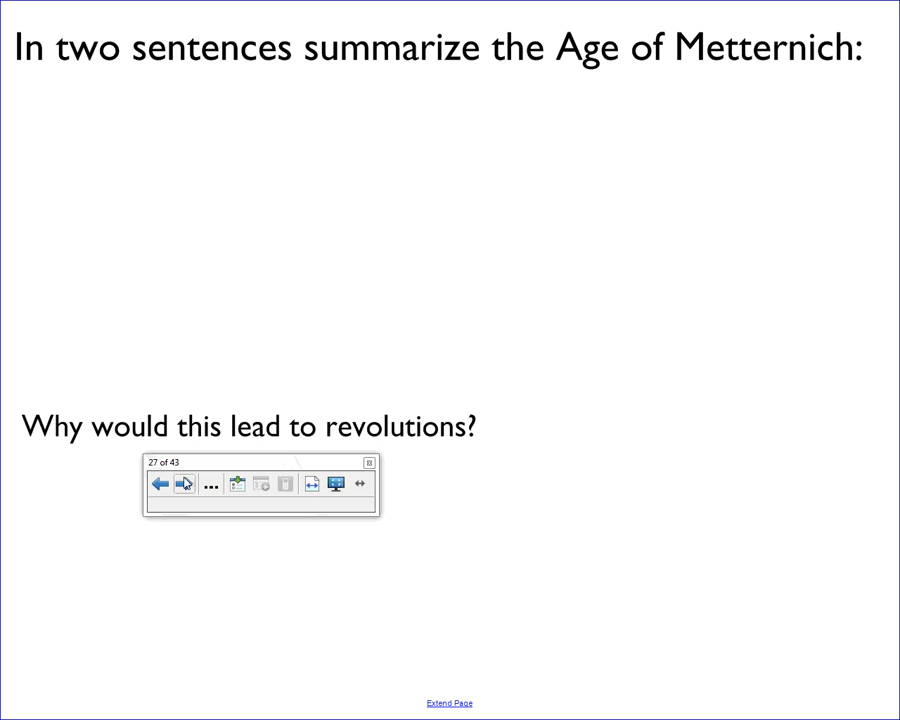 In two sentences summarize the Age of Metternich:
Why would this lead to revolutions?
27 of 43
...
Extend Page